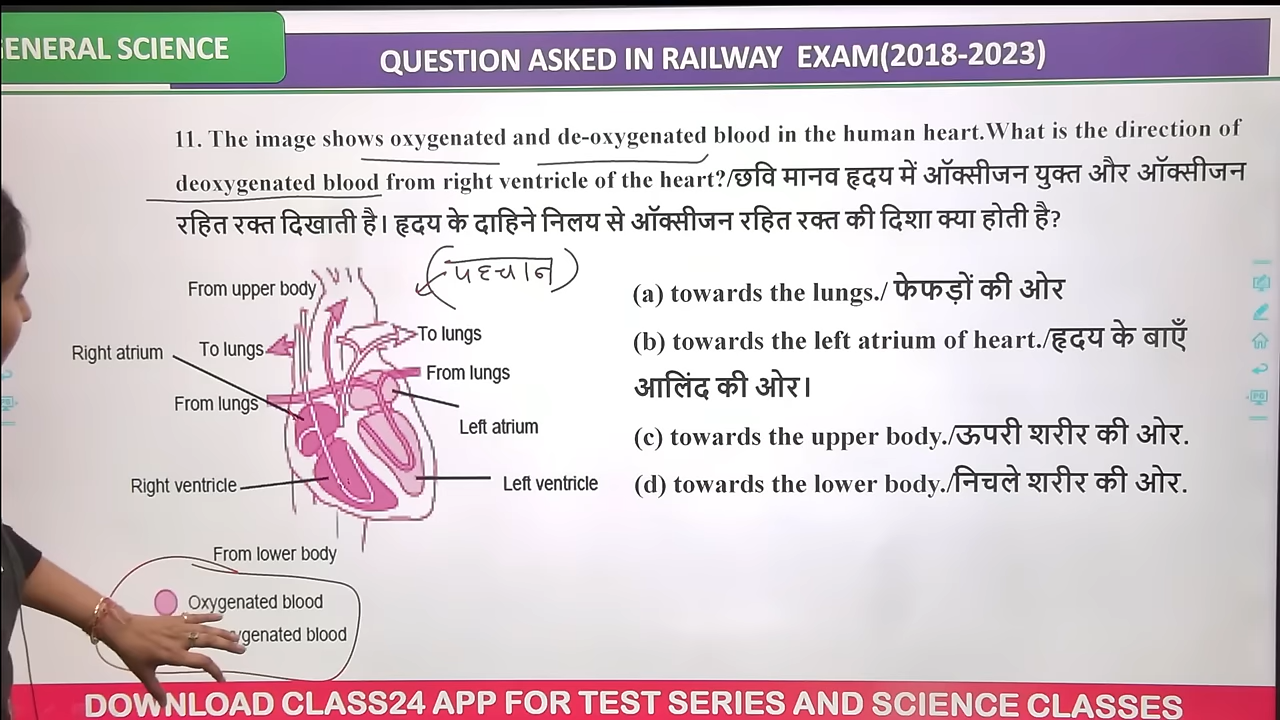 ENERAL SCIENCE
QUESTION ASKED IN RAILWAY EXAM(2018-2023)
11. The image shows oxygenated and de-oxygenated blood in the human heart.What is the direction of
deoxygenated blood from right ventricle of the heart?/छवि मानव हृदय में ऑक्सीजन युक्त और ऑक्सीजन
रहित रक्त दिखाती है। हृदय के दाहिने निलय से ऑक्सीजन रहित रक्त की दिशा क्या होती है?
(पहचान)
From upper body
To lungs
To lungs
Right atrium
From lungs
From lungs
Left atrium
Right ventricle
Left ventricle
From lower body
Oxygenated blood
ygenated blood
(a) towards the lungs./ फेफड़ों की ओर
(b) towards the left atrium of heart./हृदय के बाएँ
आलिंद की ओर।
(c) towards the upper body./ऊपरी शरीर की ओर.
(d) towards the lower body./निचले शरीर की ओर.
DOWNLOAD CLASS24 APP FOR TEST SERIES AND SCIENCE CLASSES